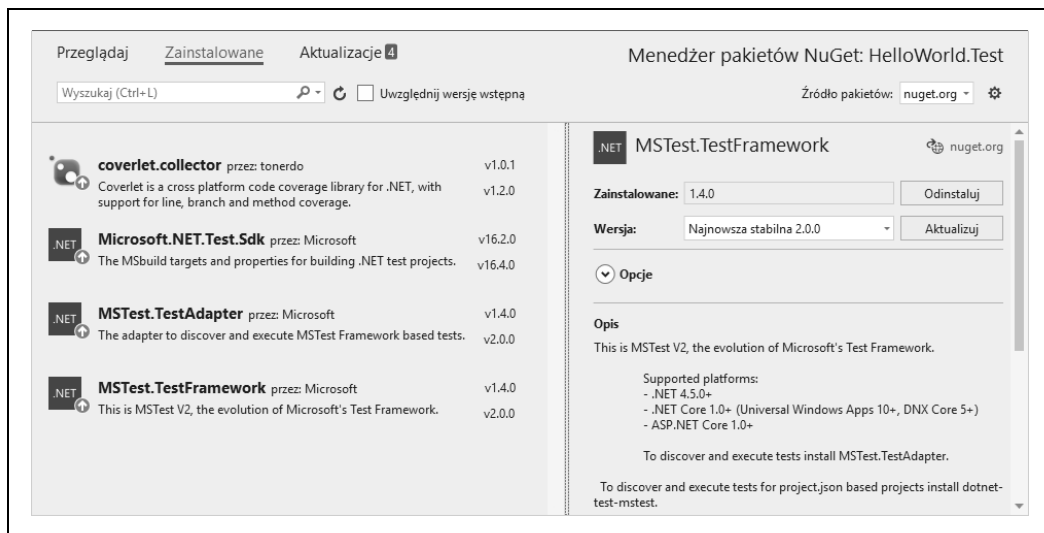 Przeglądaj Zainstalowane Aktualizacje 4
Menedżer pakietów NuGet: HelloWorld.Test
Wyszukaj (Ctrl+L) Uwzględnij wersję wstępną
Źródło pakietów: nuget.org
coverlet.collector przez: tonerdo v1.0.1
Coverlet is a cross platform code coverage library for .NET, with v1.2.0
support for line, branch and method coverage.
.NET Microsoft.NET.Test.Sdk przez: Microsoft v16.2.0
The MSbuild targets and properties for building .NET test projects. v16.4.0
.NET MSTest.TestAdapter przez: Microsoft v1.4.0
The adapter to discover and execute MSTest Framework based tests. v2.0.0
.NET MSTest.TestFramework przez: Microsoft v1.4.0
This is MSTest V2, the evolution of Microsoft's Test Framework. v2.0.0
.NET MSTest.TestFramework nuget.org
Zainstalowane: 1.4.0 Odinstaluj
Wersja: Najnowsza stabilna 2.0.0 Aktualizuj
Opcje
Opis
This is MSTest V2, the evolution of Microsoft's Test Framework.
Supported platforms:
- .NET 4.5.0+
- .NET Core 1.0+ (Universal Windows Apps 10+, DNX Core 5+)
- ASP.NET Core 1.0+
To discover and execute tests install MSTest.TestAdapter.
To discover and execute tests for project.json based projects install dotnet-
test-mstest.